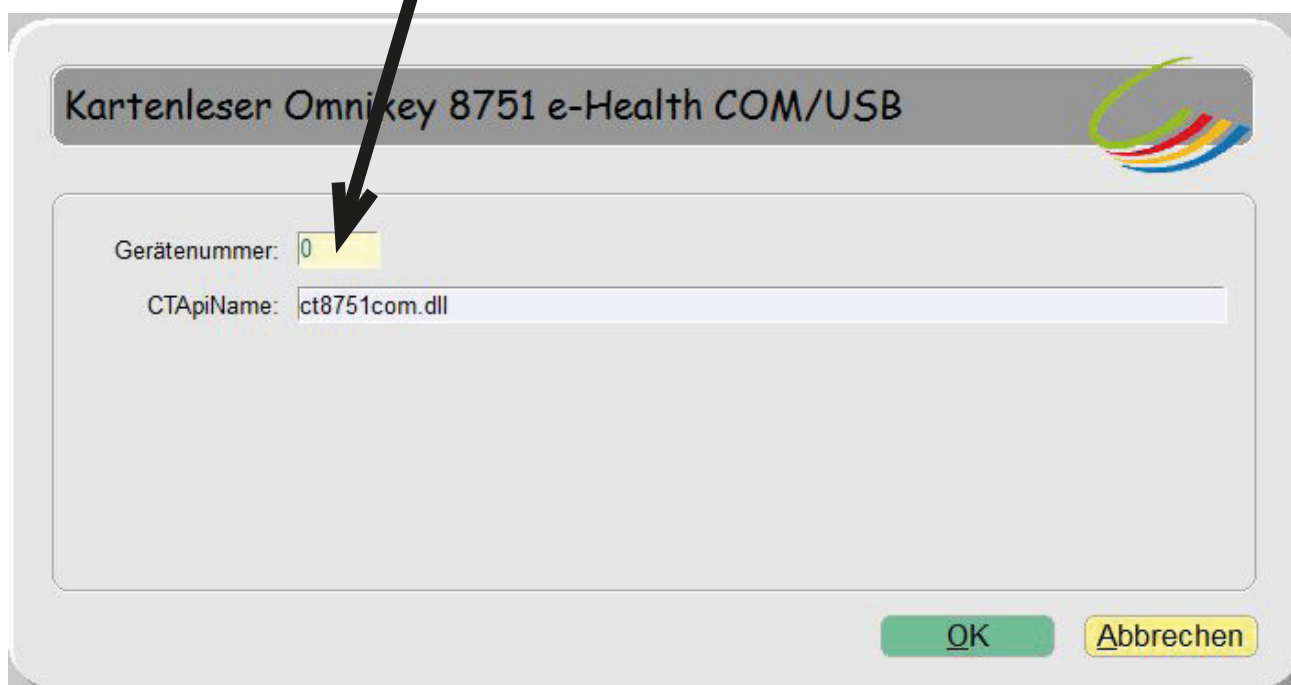 Kartenleser Omnikey 8751 e-Health COM/USB
Gerätenummer: 0
CTApiName: ct8751com.dll
OK Abbrechen